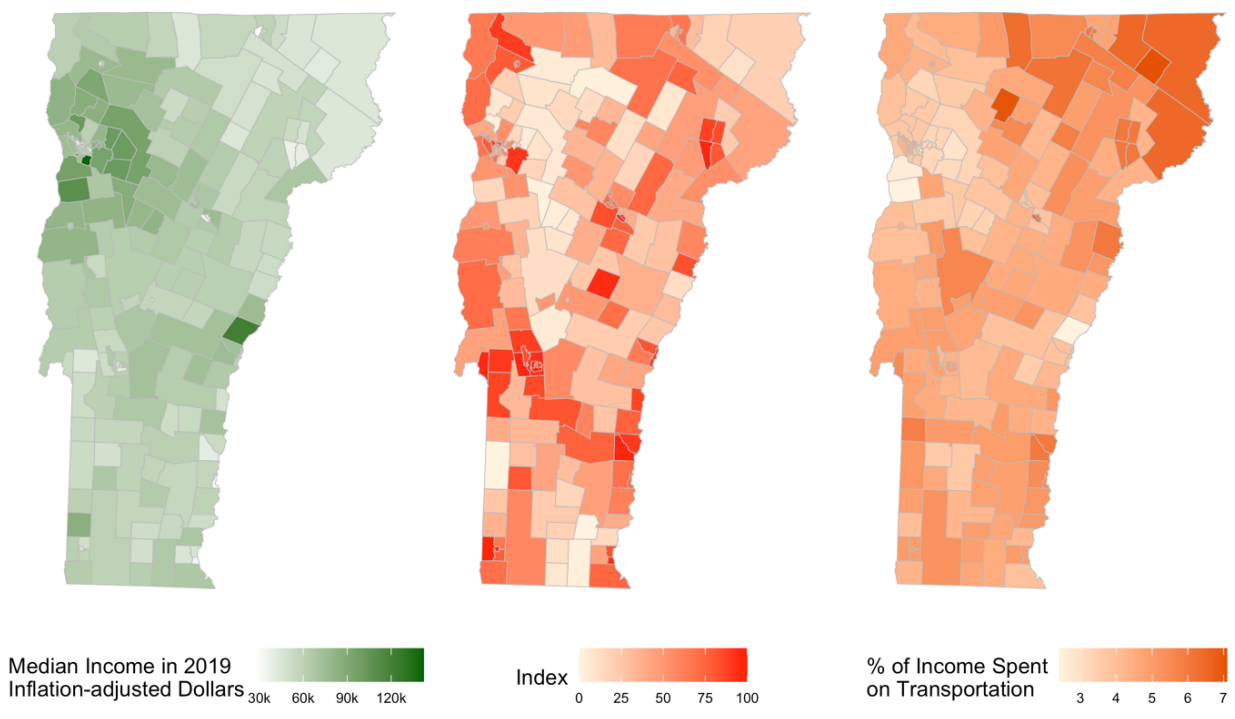 Median Income in 2019
Inflation-adjusted Dollars
30k 60k 90k 120k
Index
0 25 50 75 100
% of Income Spent
on Transportation
3 4 5 6 7